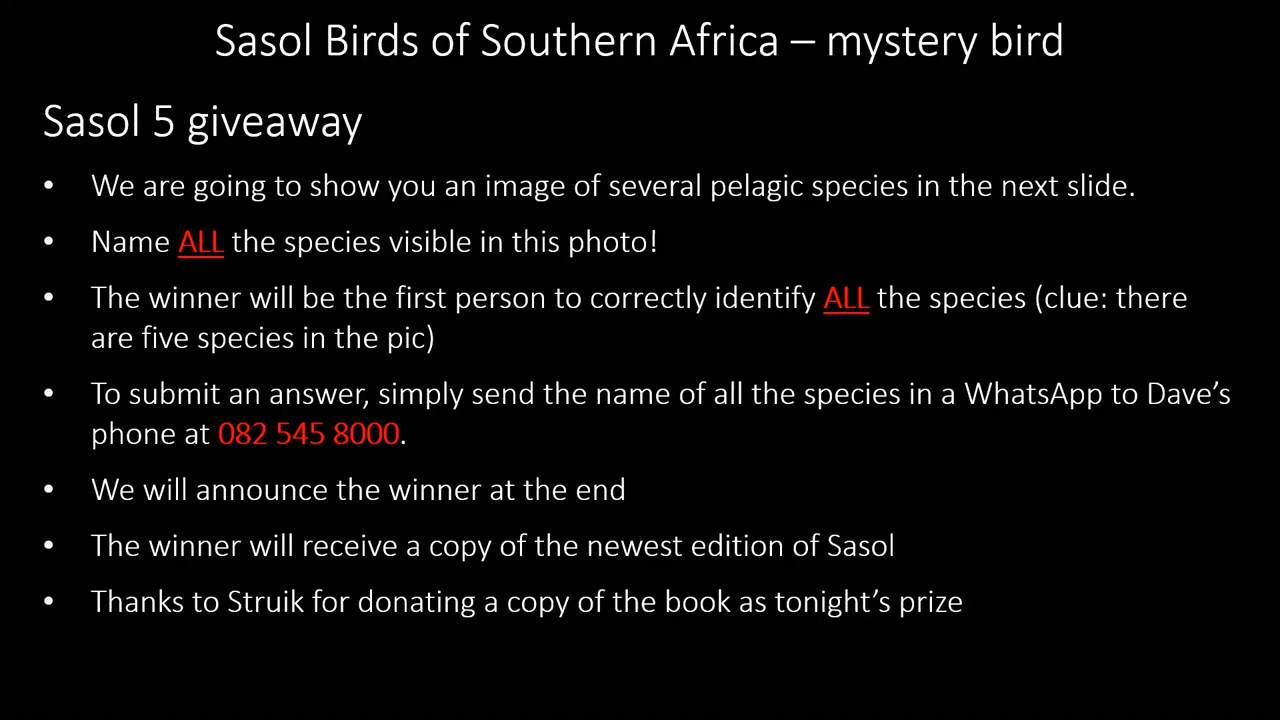 Sasol Birds of Southern Africa – mystery bird
Sasol 5 giveaway
• We are going to show you an image of several pelagic species in the next slide.
• Name ALL the species visible in this photo!
• The winner will be the first person to correctly identify ALL the species (clue: there
are five species in the pic)
• To submit an answer, simply send the name of all the species in a WhatsApp to Dave’s
phone at 082 545 8000.
• We will announce the winner at the end
• The winner will receive a copy of the newest edition of Sasol
• Thanks to Struik for donating a copy of the book as tonight’s prize